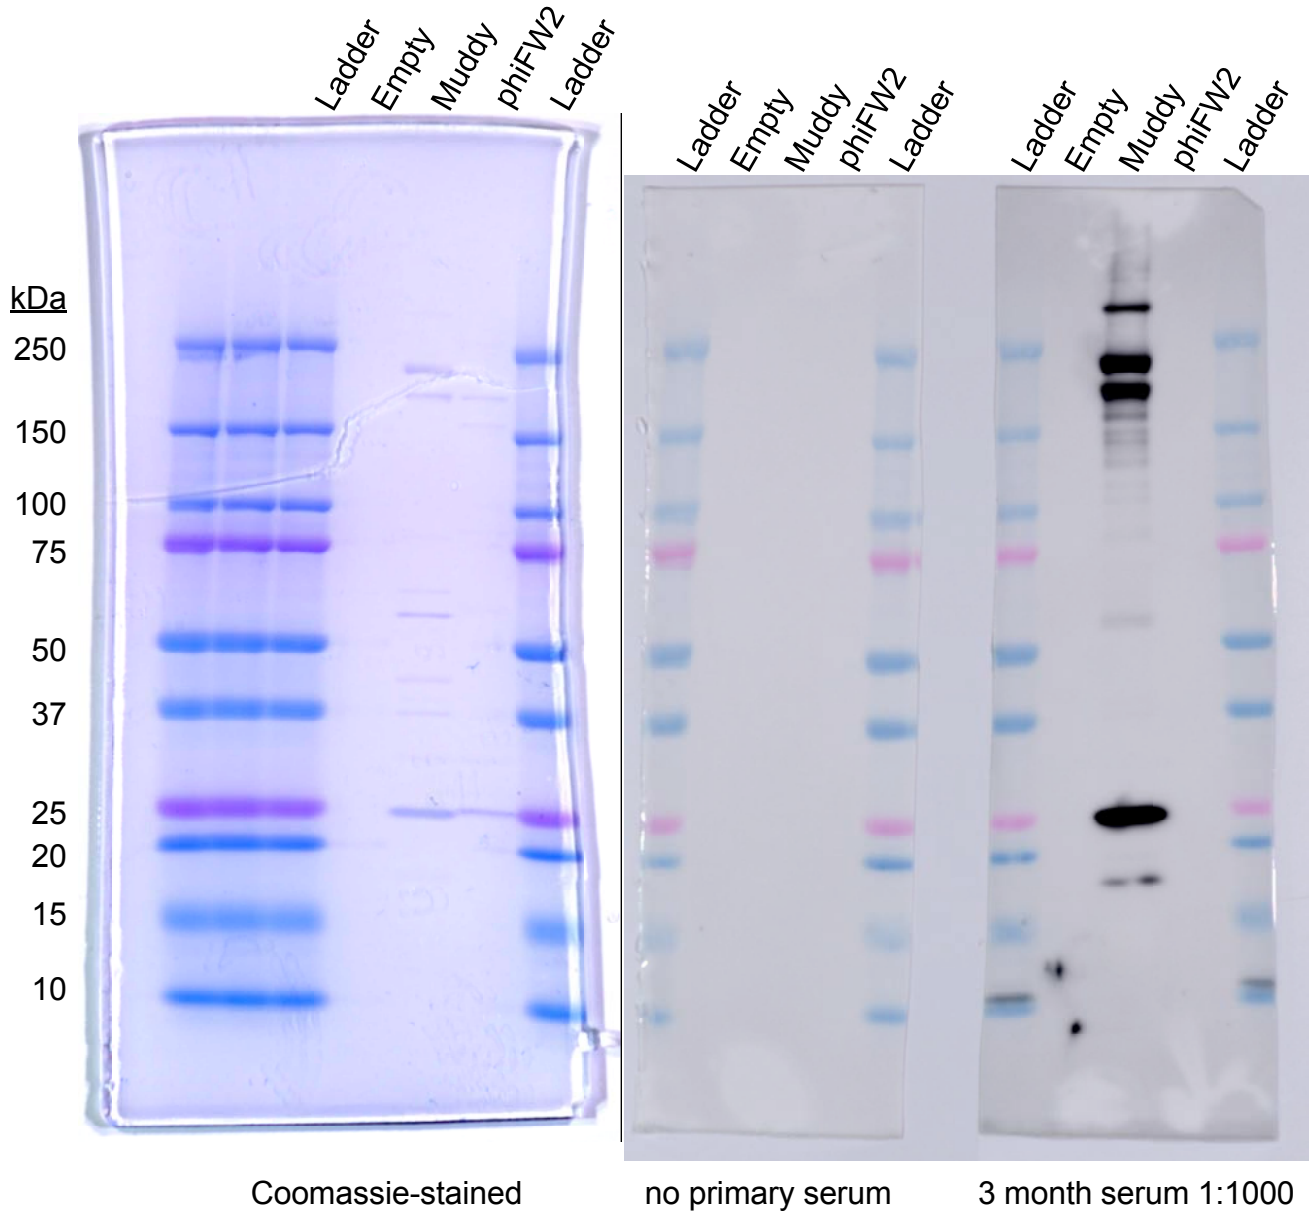 Ladder
Empty
Muddy
phiFW2
Ladder
Ladder
Empty
Muddy
phiFW2
Ladder
Ladder
Empty
Muddy
phiFW2
Ladder
kDa
250
150
100
75
50
37
25
20
15
10
Coomassie-stained
no primary serum
3 month serum 1:1000